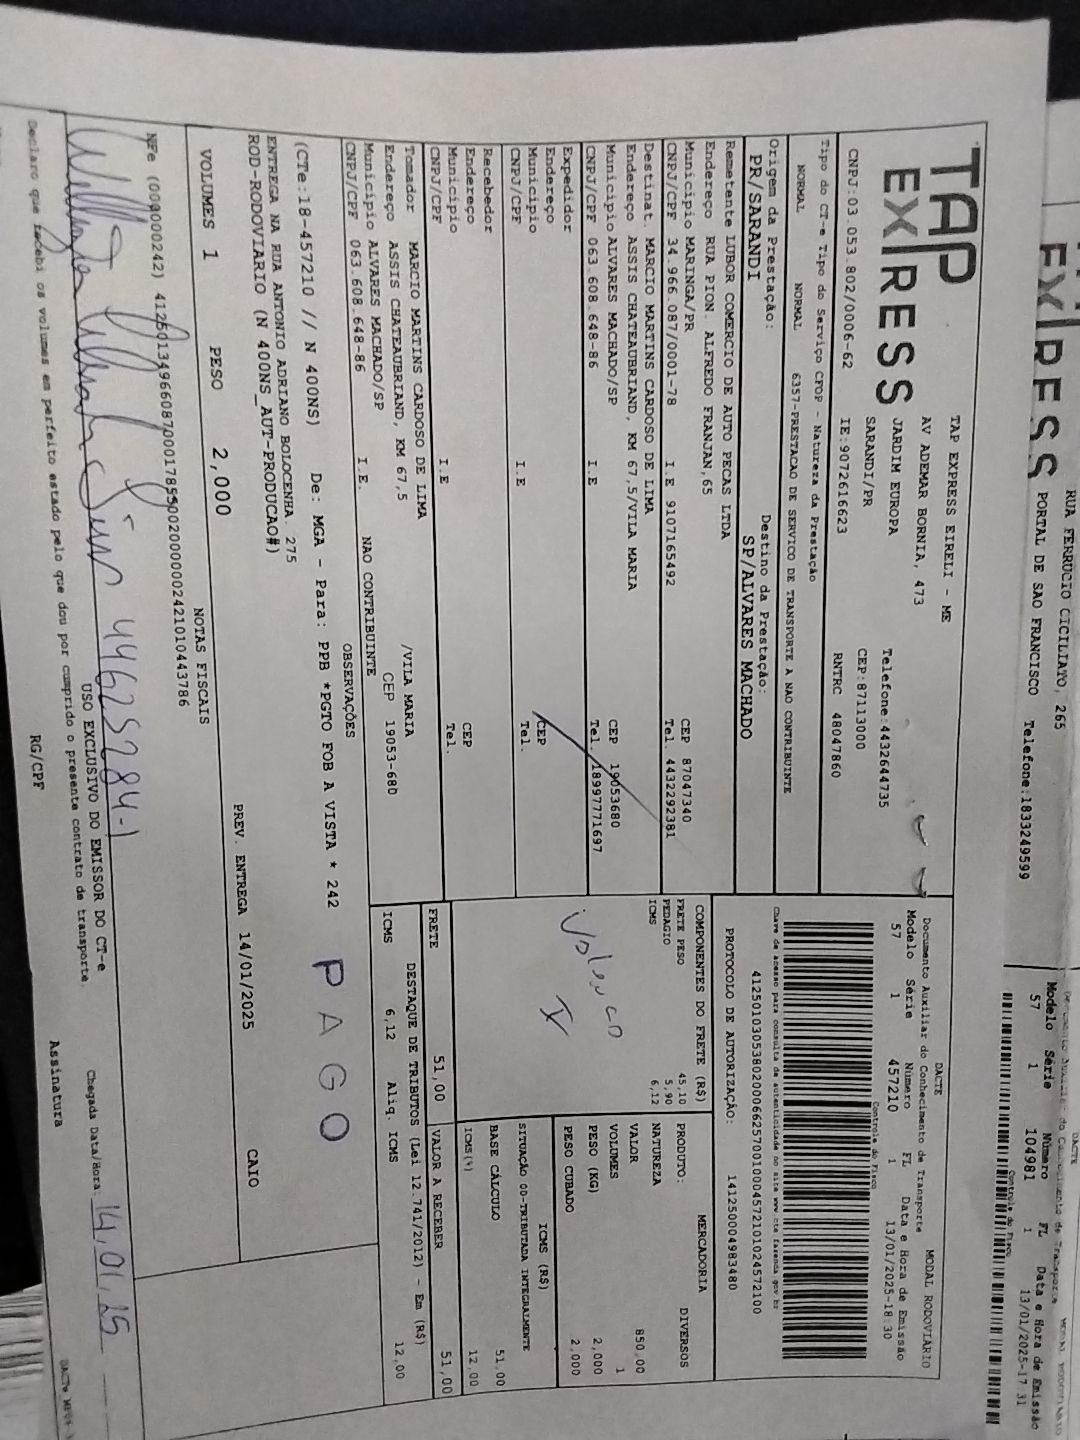 EXPRESS
RUA FERRUCIO CICILIATO, 265
PORTAL DE SAO FRANCISCO Telefone:1833249599
Modelo Série Número FL Data e Hora de Emissão
57 1 104981 1 13/01/2025-17:31
Controle do Fisco
TAP
EXPRESS
TAP EXPRESS EIRELI - ME
AV ADEMAR BORNIA, 473
JARDIM EUROPA Telefone:4432644735
SARANDI/PR CEP:87113000
CNPJ:03.053.802/0006-62 IE:9072616623 RNTRC 48047860
DACTE MODAL RODOVIÁRIO
Documento Auxiliar do Conhecimento de Transporte
Modelo Série Número FL Data e Hora de Emissão
57 1 457210 1 13/01/2025-18:30
Controle do Fisco
Chave de acesso para consulta de autenticidade no site www.cte.fazenda.gov.br
41250103053802000662570010004572101024572100
PROTOCOLO DE AUTORIZAÇÃO: 141250004983480
Tipo do CT-e Tipo do Serviço CFOP - Natureza da Prestação
NORMAL NORMAL 6357-PRESTACAO DE SERVICO DE TRANSPORTE A NAO CONTRIBUINTE
Origem da Prestação: Destino da Prestação:
PR/SARANDI SP/ALVARES MACHADO
Remetente LUBOR COMERCIO DE AUTO PECAS LTDA
Endereço RUA PION. ALFREDO FRANJAN,65
Município MARINGA/PR CEP 87047340
CNPJ/CPF 34.966.087/0001-78 I.E 9107165492 Tel. 4432292381
Destinat. MARCIO MARTINS CARDOSO DE LIMA
Endereço ASSIS CHATEAUBRIAND, KM 67,5/VILA MARIA
Município ALVARES MACHADO/SP CEP 19053680
CNPJ/CPF 063.608.648-86 I.E Tel. 18997771697
Expedidor
Endereço
Município CEP
CNPJ/CPF I.E Tel.
Recebedor
Endereço
Município CEP
CNPJ/CPF I.E Tel.
Tomador MARCIO MARTINS CARDOSO DE LIMA
Endereço ASSIS CHATEAUBRIAND, KM 67,5 /VILA MARIA
Município ALVARES MACHADO/SP CEP 19053-680
CNPJ/CPF 063.608.648-86 I.E. NAO CONTRIBUINTE
COMPONENTES DO FRETE (R$)
FRETE PESO 45,10
PEDAGIO 5,90
ICMS 6,12
MERCADORIA
PRODUTO: DIVERSOS
NATUREZA
VALOR 850,00
VOLUMES 1
PESO (KG) 2,000
PESO CUBADO 2,000
ICMS (R$)
SITUAÇÃO 00-TRIBUTADA INTEGRALMENTE
BASE CÁLCULO 51,00
ICMS(%) 12,00
FRETE 51,00 VALOR A RECEBER 51,00
DESTAQUE DE TRIBUTOS (Lei 12.741/2012) - Em (R$)
ICMS 6,12 Aliq. ICMS 12,00
OBSERVAÇÕES
(CTe:18-457210 // N 400NS) De: MGA - Para: PPB *PGTO FOB A VISTA * 242
PAGO
ENTREGA NA RUA ANTONIO ADRIANO BOLOCENHA, 275
ROD-RODOVIARIO (N 400NS_AUT-PRODUCAO#)
PREV. ENTREGA 14/01/2025 CAIO
VOLUMES 1 PESO 2,000
NOTAS FISCAIS
NFe (000000242) 41250134966087000178550020000002421010443786
446252284-1
USO EXCLUSIVO DO EMISSOR DO CT-e
Chegada Data/Hora: 14.01.25
Declaro que recebi os volumes em perfeito estado pelo que dou por cumprido o presente contrato de transporte.
RG/CPF Assinatura